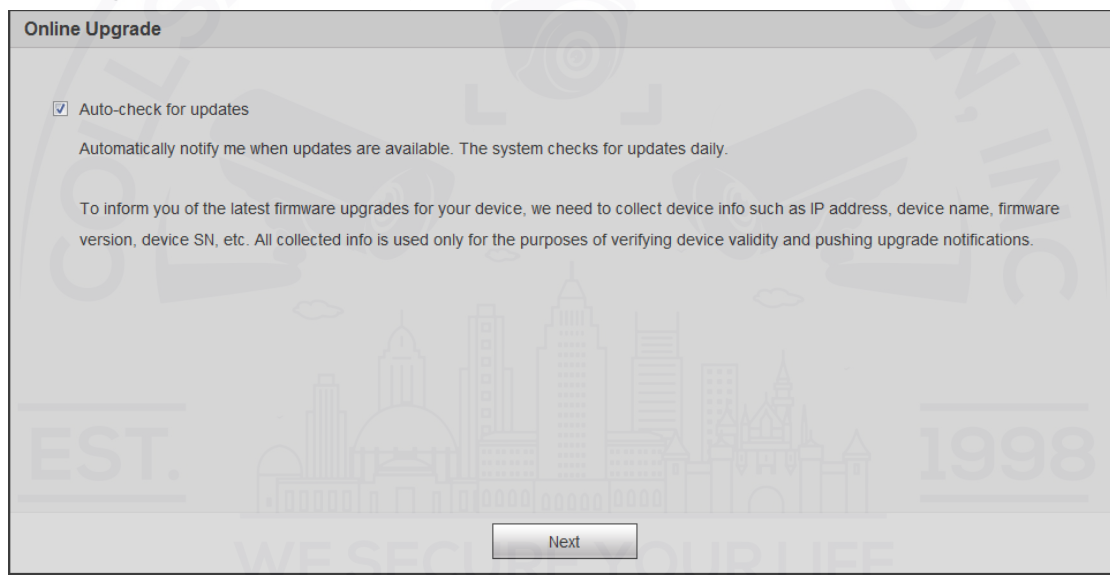 Online Upgrade
Auto-check for updates
Automatically notify me when updates are available. The system checks for updates daily.
To inform you of the latest firmware upgrades for your device, we need to collect device info such as IP address, device name, firmware
version, device SN, etc. All collected info is used only for the purposes of verifying device validity and pushing upgrade notifications.
EST. 1998
Next
WE SECURE YOUR LIFE